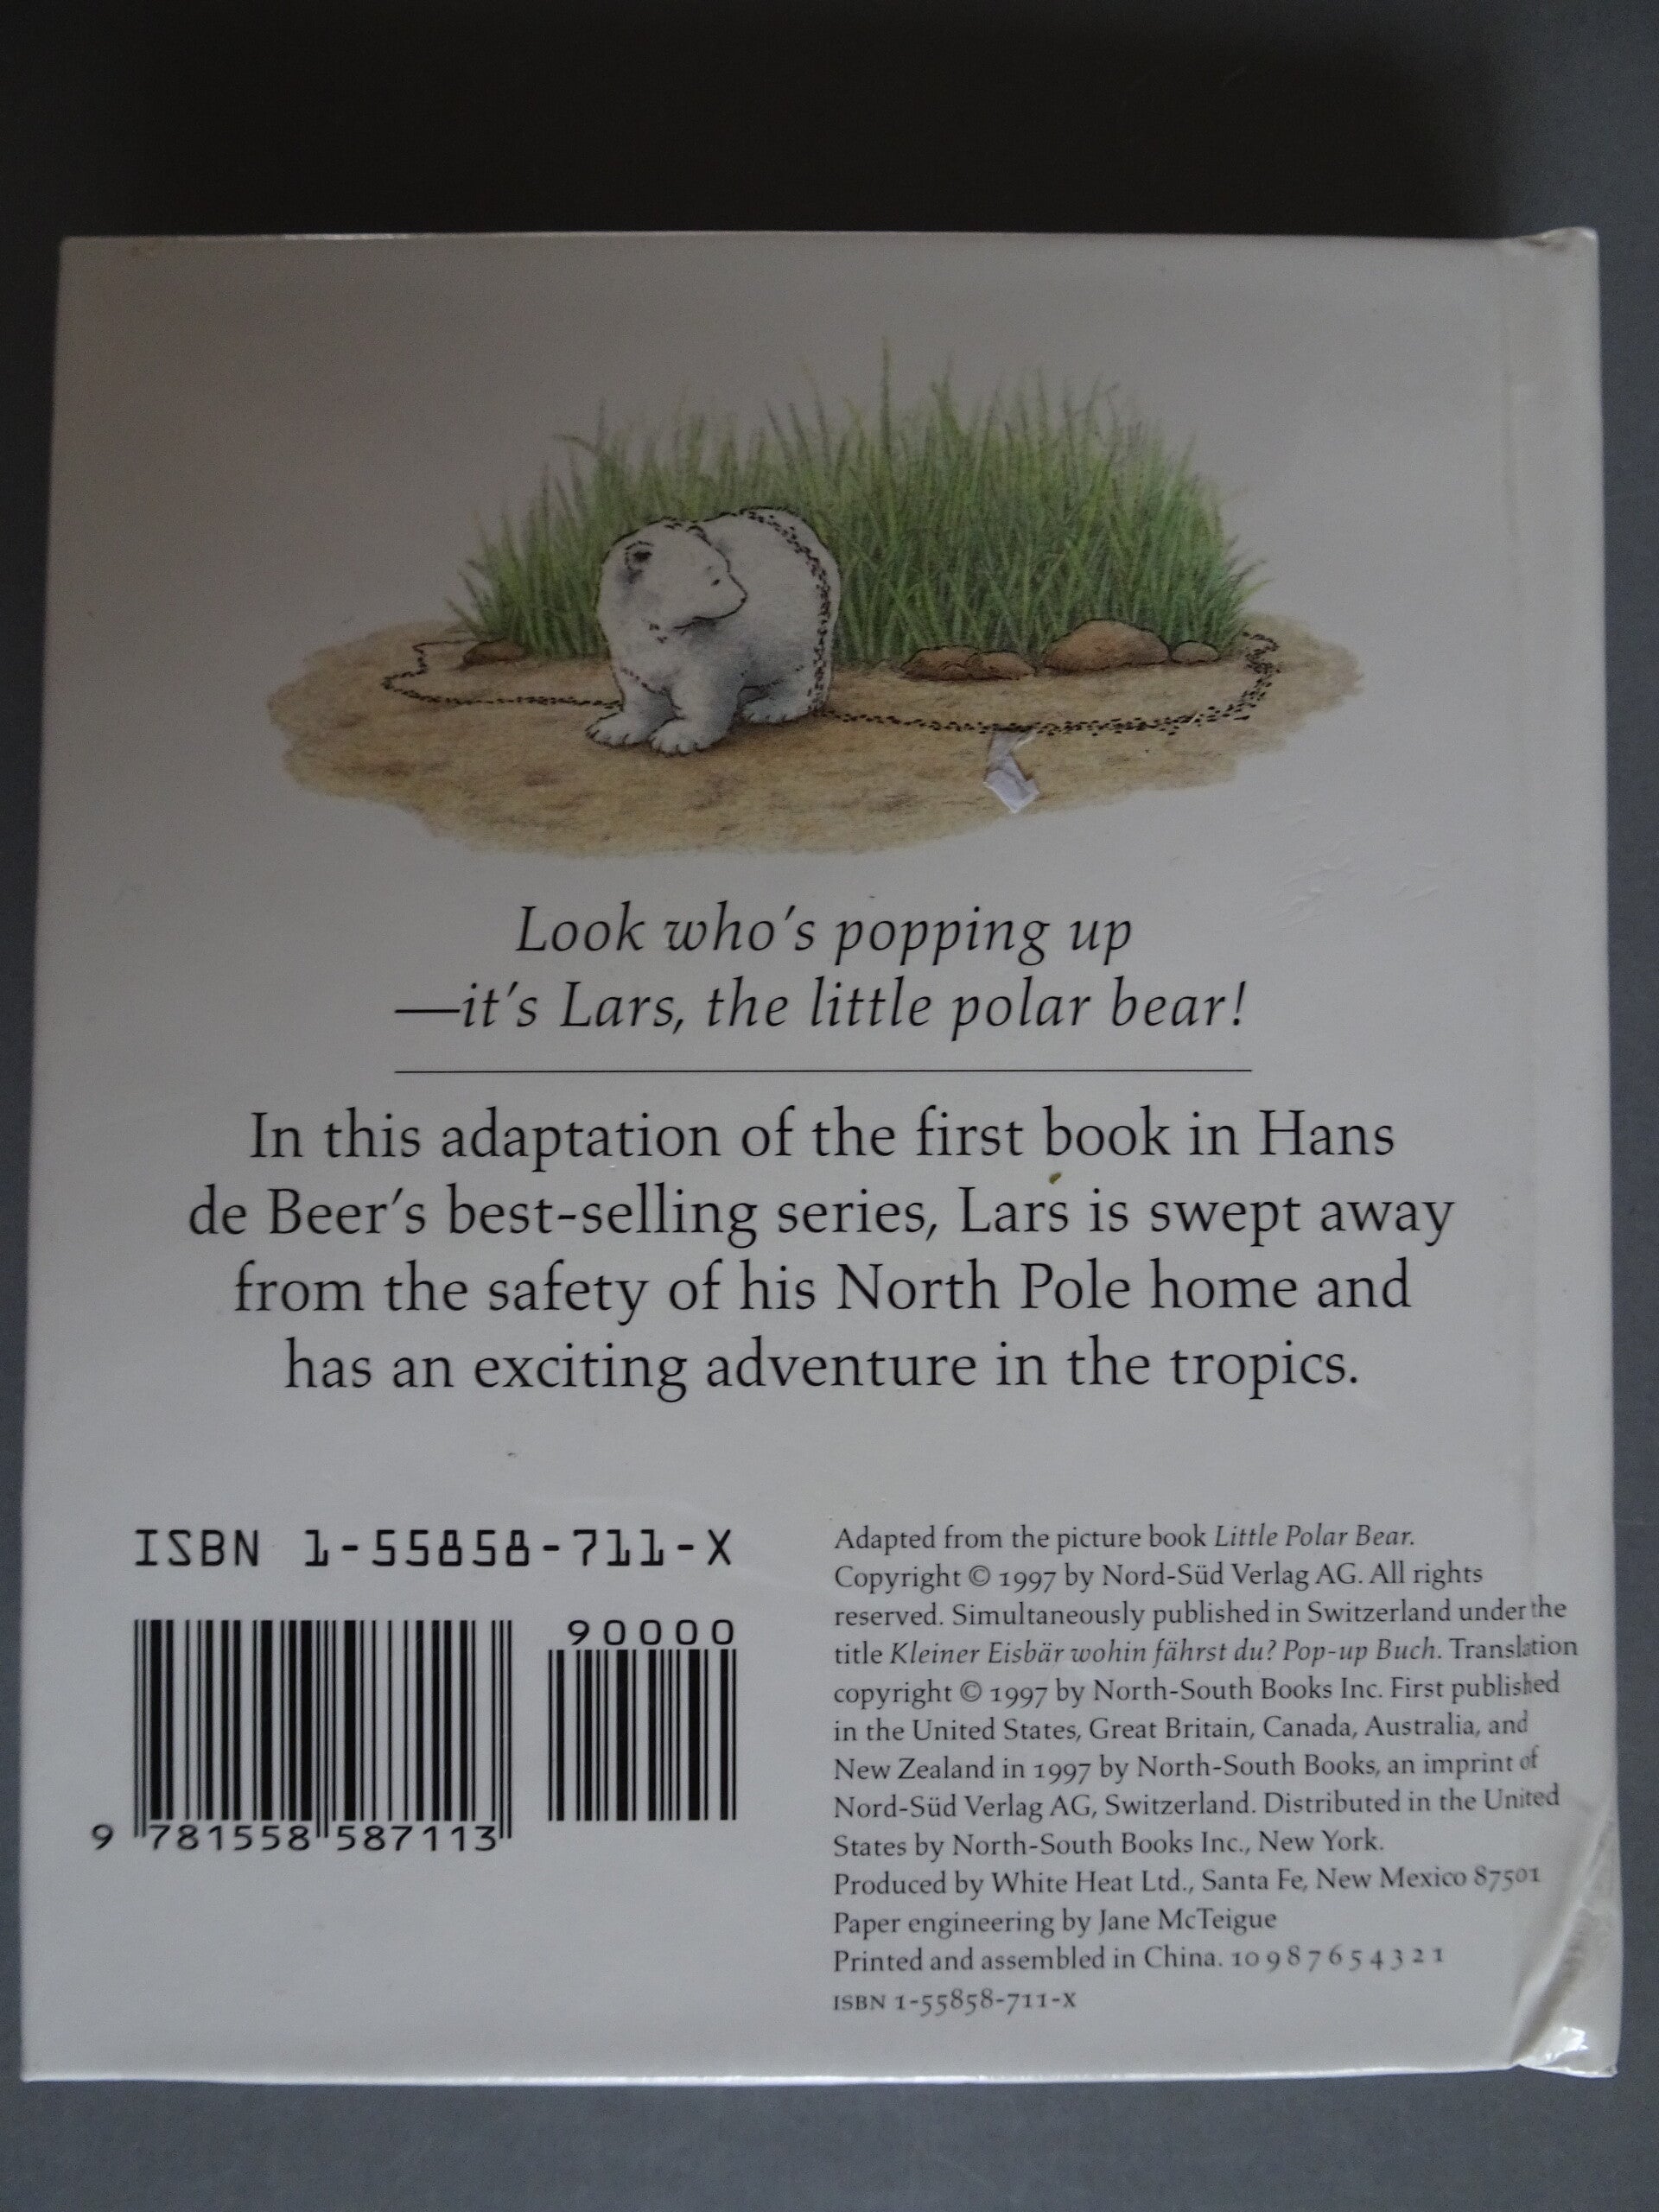 Look who's popping up
—it's Lars, the little polar bear!
In this adaptation of the first book in Hans
de Beer's best-selling series, Lars is swept away
from the safety of his North Pole home and
has an exciting adventure in the tropics.
ISBN 1-55858-711-X
90000
9 781558 587113
Adapted from the picture book Little Polar Bear.
Copyright © 1997 by Nord-Süd Verlag AG. All rights
reserved. Simultaneously published in Switzerland under the
title Kleiner Eisbär wohin fährst du? Pop-up Buch. Translation
copyright © 1997 by North-South Books Inc. First published
in the United States, Great Britain, Canada, Australia, and
New Zealand in 1997 by North-South Books, an imprint of
Nord-Süd Verlag AG, Switzerland. Distributed in the United
States by North-South Books Inc., New York.
Produced by White Heat Ltd., Santa Fe, New Mexico 87501
Paper engineering by Jane McTeigue
Printed and assembled in China. 10 9 8 7 6 5 4 3 2 1
ISBN 1-55858-711-X